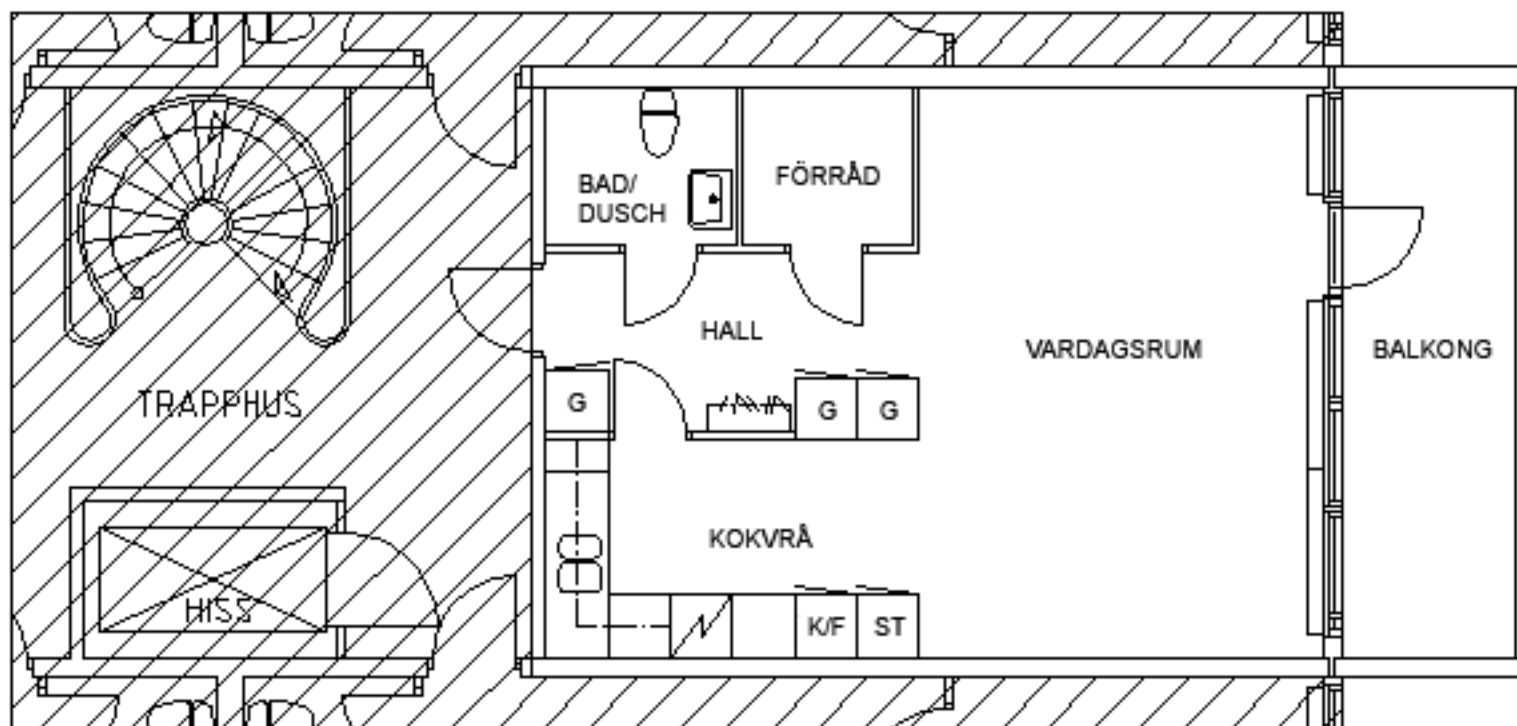 BAD/
DUSCH
FÖRRÅD
HALL
VARDAGSRUM
BALKONG
TRAPPHUS
G
G
G
KOKVRÅ
HISS
K/F
ST